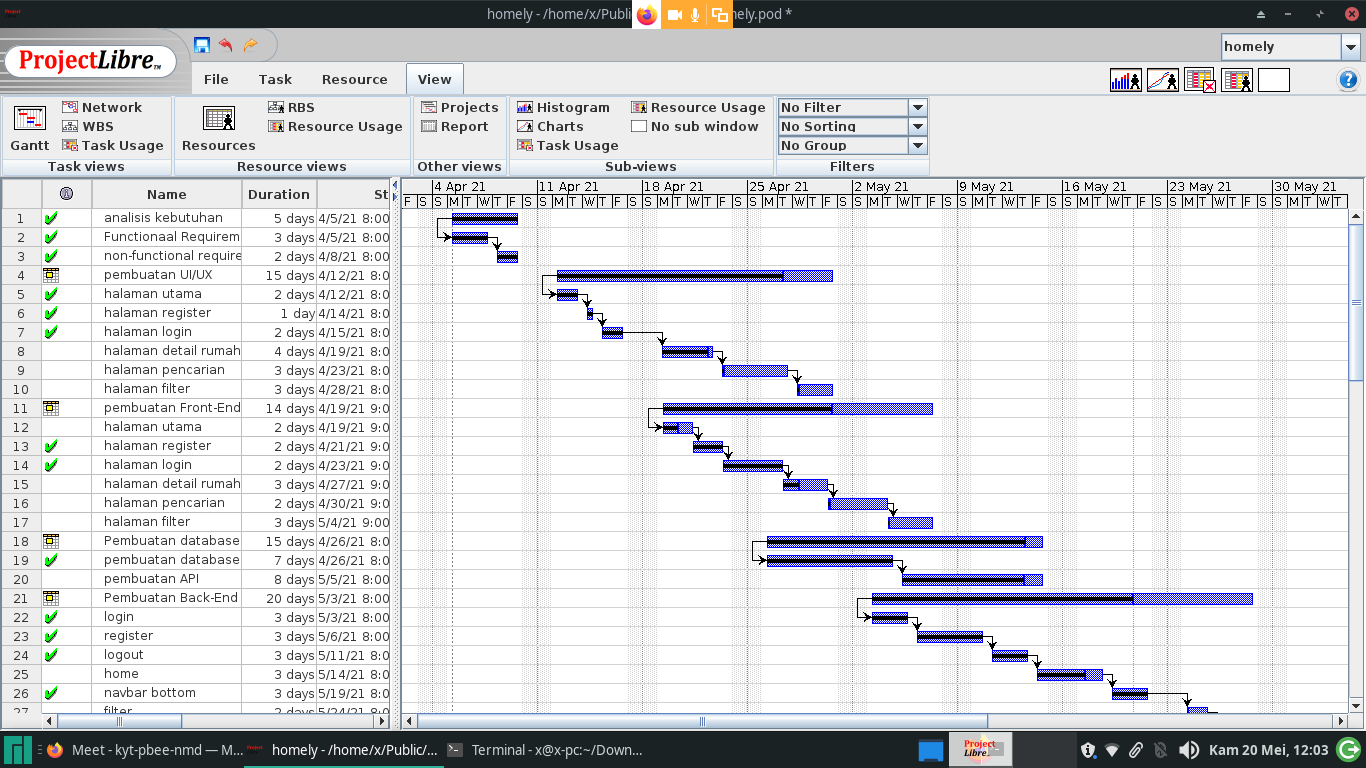 homely - /home/x/Publi nely.pod *
ProjectLibre™
homely
File Task Resource View
Network
WBS
Gantt Task Usage
Task views
RBS
Resource Usage
Resources
Resource views
Projects
Report
Other views
Histogram Resource Usage
Charts No sub window
Task Usage
Sub-views
No Filter
No Sorting
No Group
Filters
Name Duration St
4 Apr 21 11 Apr 21 18 Apr 21 25 Apr 21 2 May 21 9 May 21 16 May 21 23 May 21 30 May 21
F S S M T W T F S S M T W T F S S M T W T F S S M T W T F S S M T W T F S S M T W T F S S M T W T F S S M T W T F S S M T W T
1 analisis kebutuhan 5 days 4/5/21 8:00
2 Functionaal Requirem 3 days 4/5/21 8:00
3 non-functional require 2 days 4/8/21 8:00
4 pembuatan UI/UX 15 days 4/12/21 8:0
5 halaman utama 2 days 4/12/21 8:0
6 halaman register 1 day 4/14/21 8:0
7 halaman login 2 days 4/15/21 8:0
8 halaman detail rumah 4 days 4/19/21 8:0
9 halaman pencarian 3 days 4/23/21 8:0
10 halaman filter 3 days 4/28/21 8:0
11 pembuatan Front-End 14 days 4/19/21 9:0
12 halaman utama 2 days 4/19/21 9:0
13 halaman register 2 days 4/21/21 9:0
14 halaman login 2 days 4/23/21 9:0
15 halaman detail rumah 3 days 4/27/21 9:0
16 halaman pencarian 2 days 4/30/21 9:0
17 halaman filter 3 days 5/4/21 9:00
18 Pembuatan database 15 days 4/26/21 8:0
19 pembuatan database 7 days 4/26/21 8:0
20 pembuatan API 8 days 5/5/21 8:00
21 Pembuatan Back-End 20 days 5/3/21 8:00
22 login 3 days 5/3/21 8:00
23 register 3 days 5/6/21 8:00
24 logout 3 days 5/11/21 8:0
25 home 3 days 5/14/21 8:0
26 navbar bottom 3 days 5/19/21 8:0
27 filter 2 days 5/24/21 8:0
Meet - kyt-pbee-nmd — M... homely - /home/x/Public/... Terminal - x@x-pc:~/Down... Project Libre Kam 20 Mei, 12:03